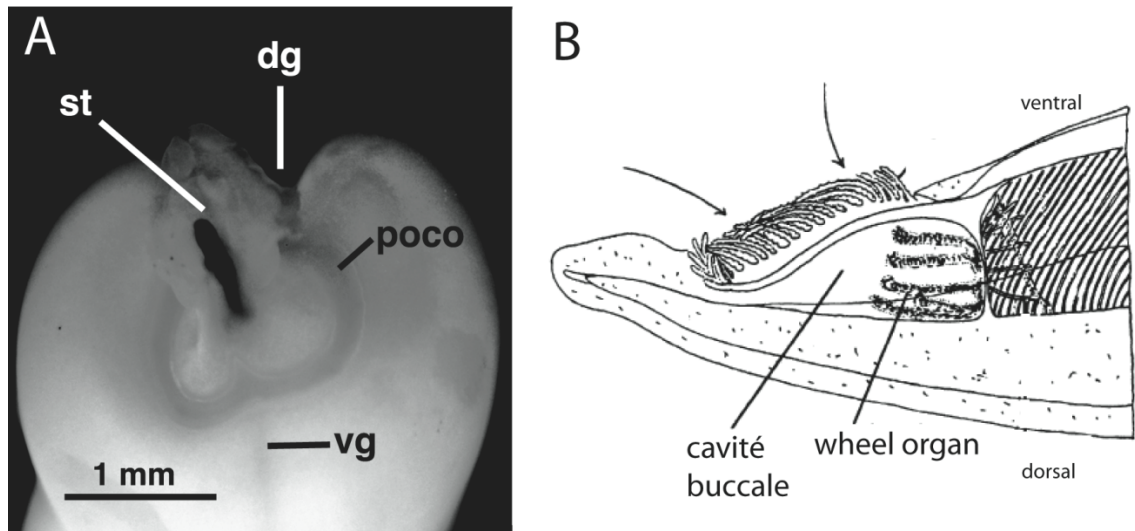 A
dg
st
poco
vg
1 mm
B
ventral
cavité
buccale
wheel organ
dorsal